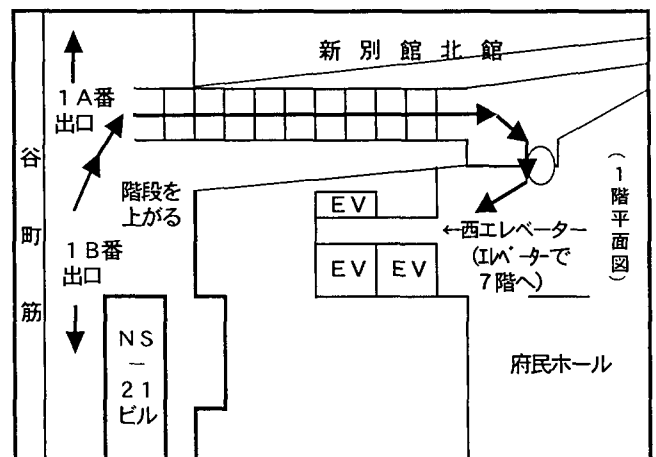 新別館北館
1A番
出口
谷町筋
階段を
上がる
1B番
出口
EV
EV EV
←西エレベーター
(エレベーターで
7階へ)
(1階平面図)
NS
ー
21
ビル
府民ホール